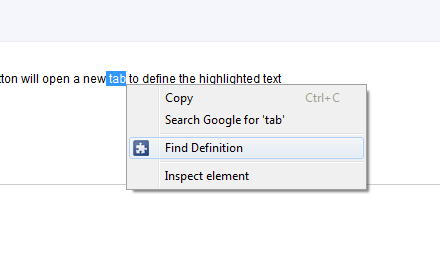 tton will open a new tab to define the highlighted text
Copy Ctrl+C
Search Google for 'tab'
Find Definition
Inspect element